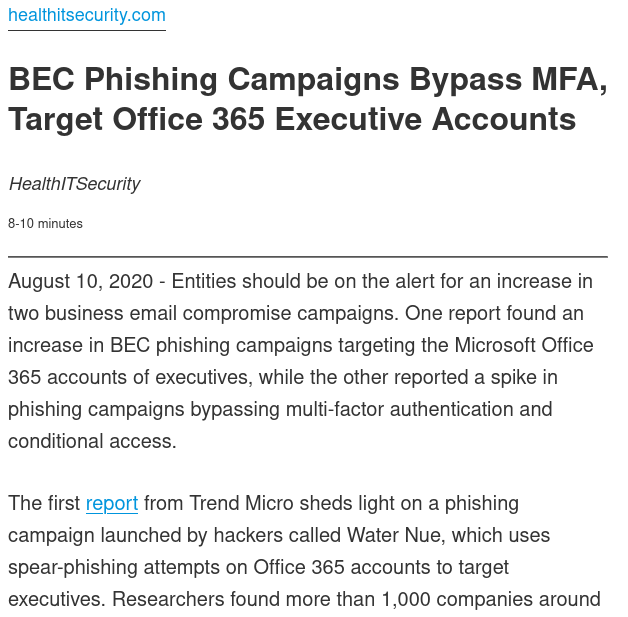 healthitsecurity.com
BEC Phishing Campaigns Bypass MFA,
Target Office 365 Executive Accounts
HealthITSecurity
8-10 minutes
August 10, 2020 - Entities should be on the alert for an increase in
two business email compromise campaigns. One report found an
increase in BEC phishing campaigns targeting the Microsoft Office
365 accounts of executives, while the other reported a spike in
phishing campaigns bypassing multi-factor authentication and
conditional access.
The first report from Trend Micro sheds light on a phishing
campaign launched by hackers called Water Nue, which uses
spear-phishing attempts on Office 365 accounts to target
executives. Researchers found more than 1,000 companies around